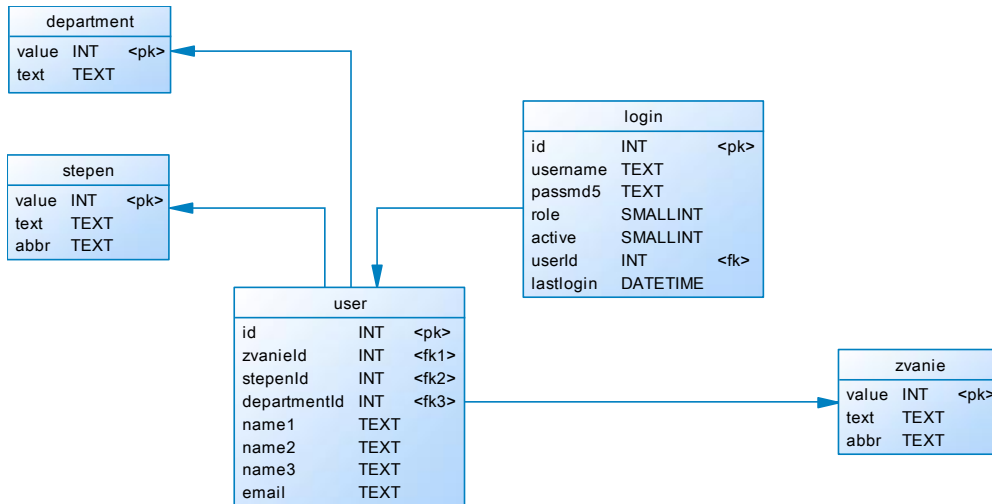 department
value INT <pk>
text TEXT
stepen
value INT <pk>
text TEXT
abbr TEXT
login
id INT <pk>
username TEXT
passmd5 TEXT
role SMALLINT
active SMALLINT
userId INT <fk>
lastlogin DATETIME
user
id INT <pk>
zvanieId INT <fk1>
stepenId INT <fk2>
departmentId INT <fk3>
name1 TEXT
name2 TEXT
name3 TEXT
email TEXT
zvanie
value INT <pk>
text TEXT
abbr TEXT